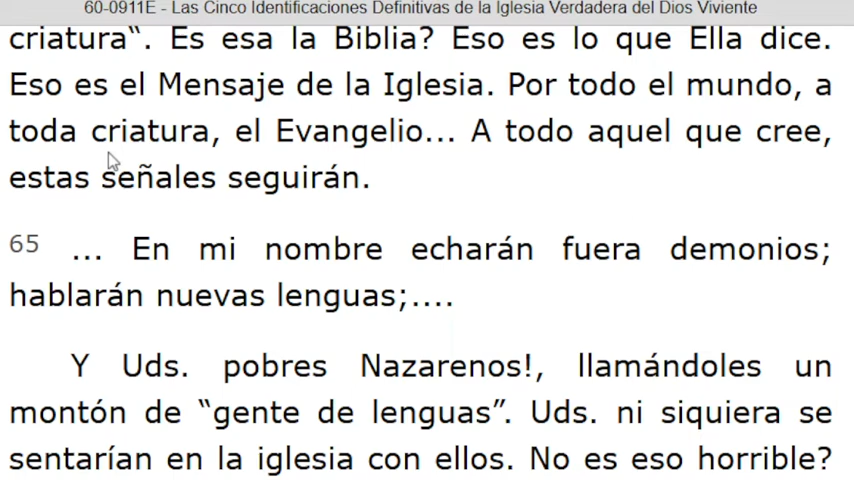 60-0911E - Las Cinco Identificaciones Definitivas de la Iglesia Verdadera del Dios Viviente
criatura“. Es esa la Biblia? Eso es lo que Ella dice.
Eso es el Mensaje de la Iglesia. Por todo el mundo, a
toda criatura, el Evangelio... A todo aquel que cree,
estas señales seguirán.
65 ... En mi nombre echarán fuera demonios;
hablarán nuevas lenguas;....
Y Uds. pobres Nazarenos!, llamándoles un
montón de “gente de lenguas”. Uds. ni siquiera se
sentarían en la iglesia con ellos. No es eso horrible?